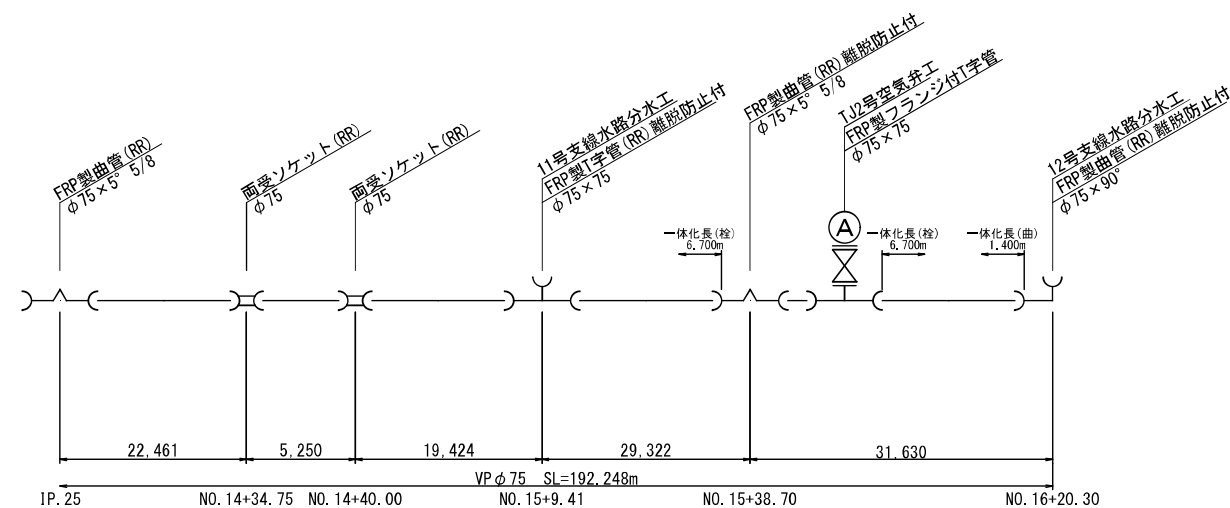 FRP製曲管(RR)
φ75×5° 5/8
両受ソケット(RR)
φ75
両受ソケット(RR)
φ75
11号支線水路分水工
FRP製T字管(RR)離脱防止付
φ75×75
FRP製曲管(RR)離脱防止付
φ75×5° 5/8
TJ2号空気弁工
FRP製フランジ付T字管
φ75×75
12号支線水路分水工
FRP製曲管(RR)離脱防止付
φ75×90°
一体化長(栓)
6.700m
A
一体化長(栓)
6.700m
一体化長(曲)
1.400m
22,461
5,250
19,424
29,322
31.630
VPφ75 SL=192.248m
IP.25
NO.14+34.75
NO.14+40.00
NO.15+9.41
NO.15+38.70
NO.16+20.30